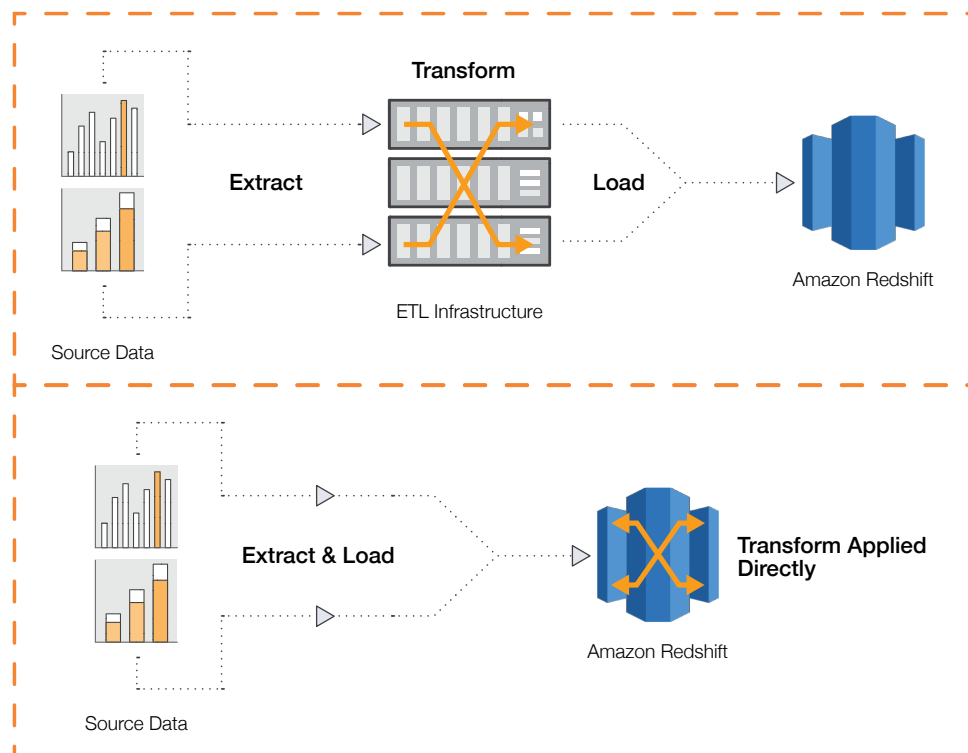 Transform
Extract
Load
Amazon Redshift
ETL Infrastructure
Source Data
Extract & Load
Transform Applied
Directly
Amazon Redshift
Source Data